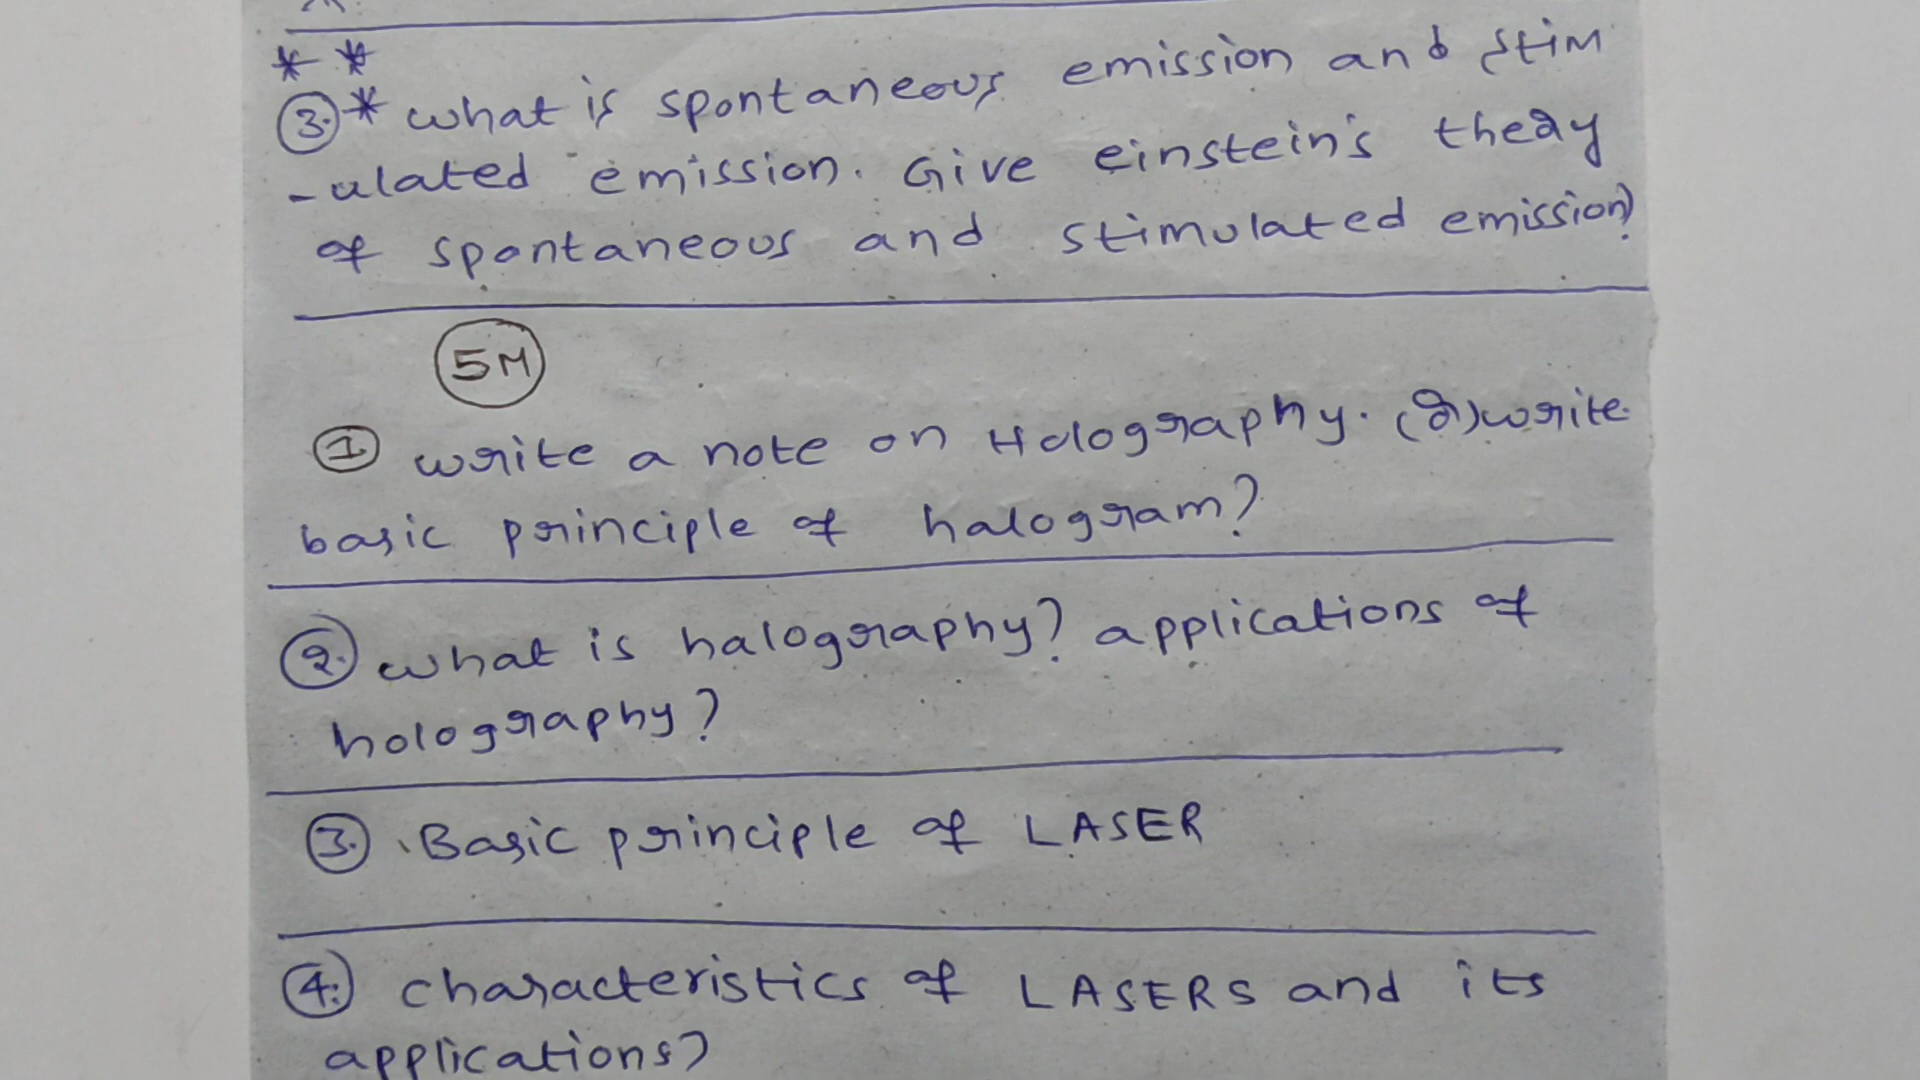 * *
③* what is spontaneous emission and stim
-ulated emission. Give einstein's theory
of spontaneous and stimulated emission?
5M
① write a note on Holography. (or) write
basic principle of halogram?
② what is halography? applications of
holography?
③ Basic principle of LASER
④ characteristics of LASERS and its
applications?